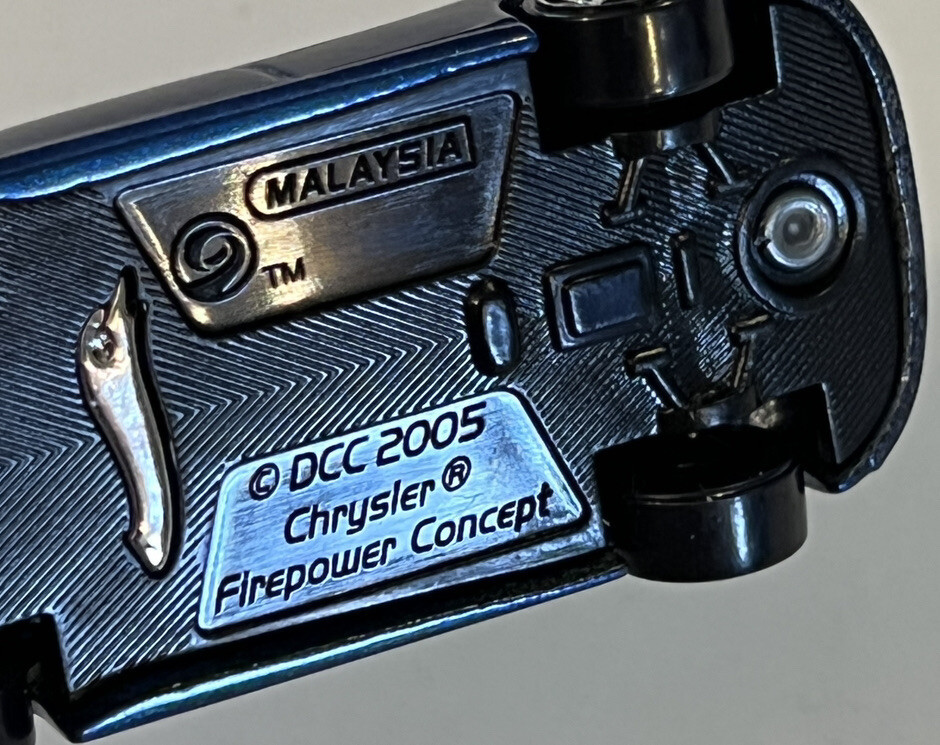 MALAYSIA
TM
© DCC 2005
Chrysler ®
Firepower Concept